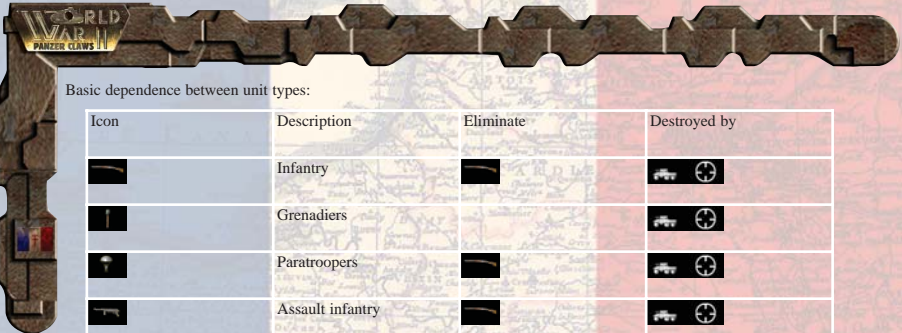 WORLD
WAR II
PANZER CLAWS
Basic dependence between unit types:
Icon Description Eliminate Destroyed by
Infantry
Grenadiers
Paratroopers
Assault infantry